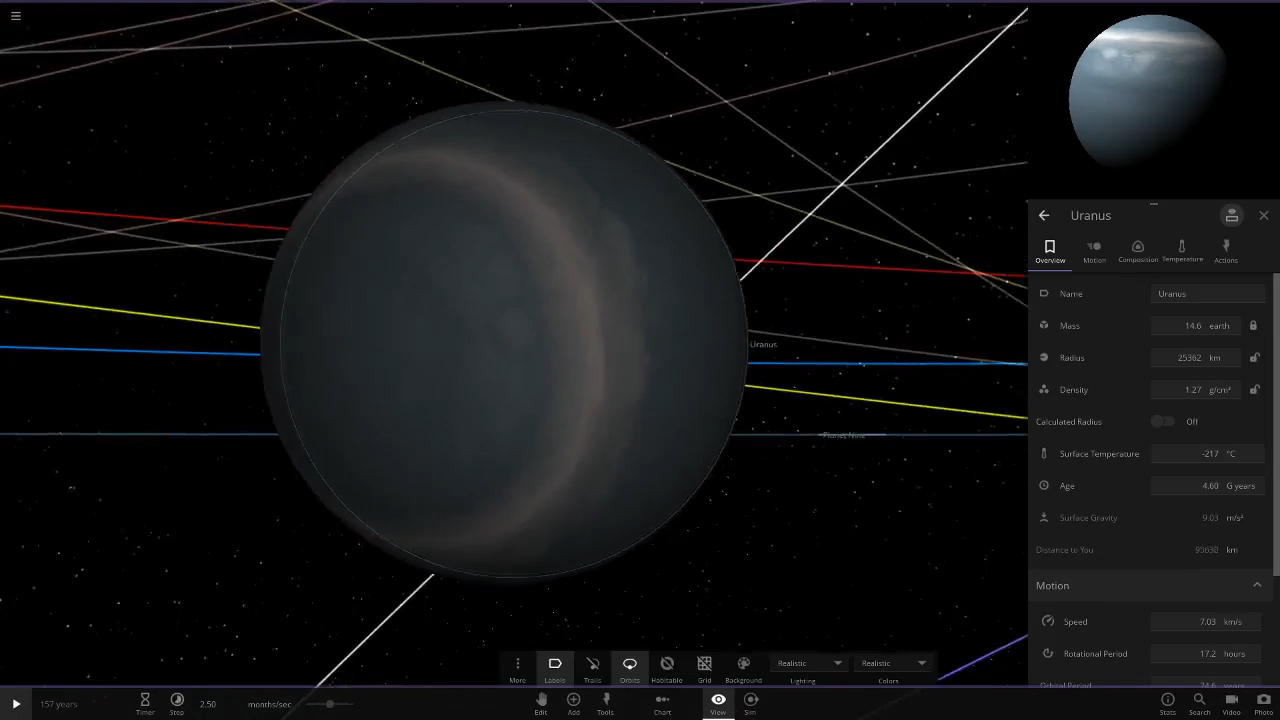 Uranus
Overview
Motion
Composition
Temperature
Actions
Name Uranus
Mass 14.6 earth
Radius 25362 km
Density 1.27 g/cm³
Calculated Radius Off
Surface Temperature -217 °C
Age 4.60 G years
Surface Gravity 9.03 m/s²
Distance to You km
Motion
Speed 7.03 km/s
Rotational Period 17.2 hours
Uranus
Planet Nine
More
Labels
Trails
Orbits
Habitable
Grid
Background
Realistic
Lighting
Realistic
Colors
157 years
Timer
Step
2.50 months/sec
Edit
Add
Tools
Chart
View
Sim
Stats
Search
Video
Photo